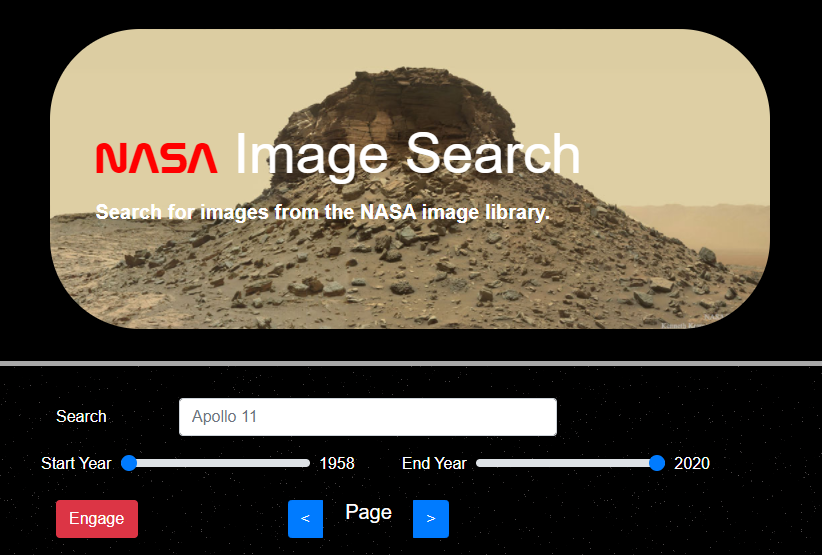 NASA Image Search
Search for images from the NASA image library.
Search Apollo 11
Start Year 1958 End Year 2020
Engage < Page >